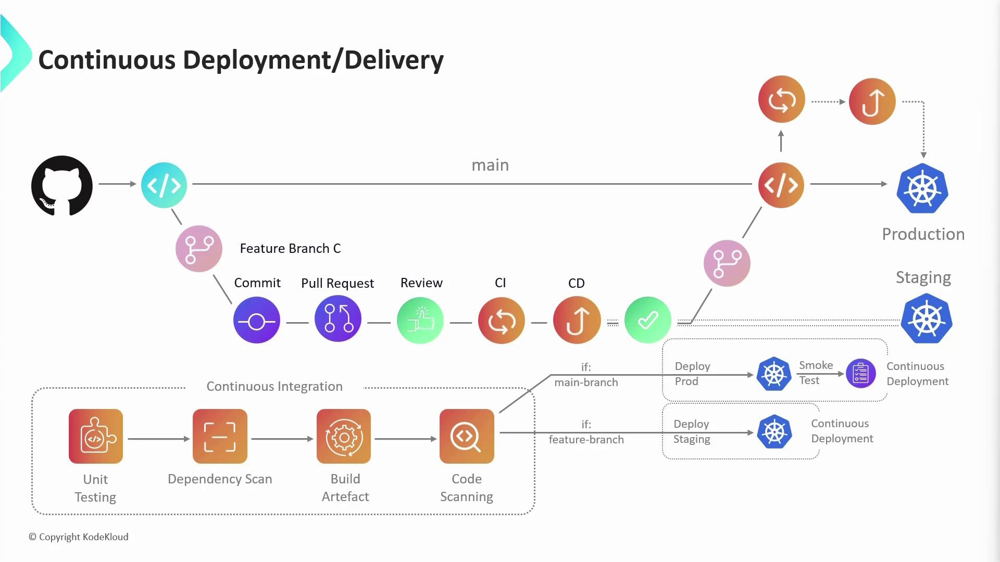 Continuous Deployment/Delivery
main
Production
Feature Branch C
Staging
Commit
Pull Request
Review
CI
CD
if:
main-branch
Deploy
Prod
Smoke
Test
Continuous
Deployment
Continuous Integration
if:
feature-branch
Deploy
Staging
Continuous
Deployment
Unit
Testing
Dependency Scan
Build
Artefact
Code
Scanning
© Copyright KodeKloud